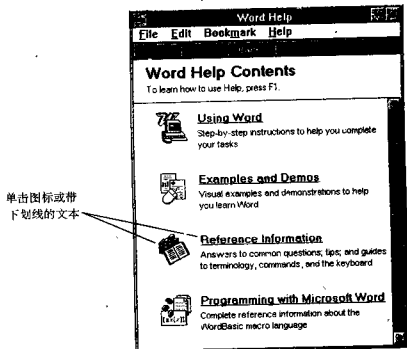 Word Help
File Edit Bookmark Help
Word Help Contents
To learn how to use Help, press F1.
Using Word
Step-by-step instructions to help you complete
your tasks
Examples and Demos
Visual examples and demonstrations to help
you learn Word
单击图标或带
下划线的文本
Reference Information
Answers to common questions, tips, and guides
to terminology, commands, and the keyboard
Programming with Microsoft Word
Complete reference information about the
WordBasic macro language